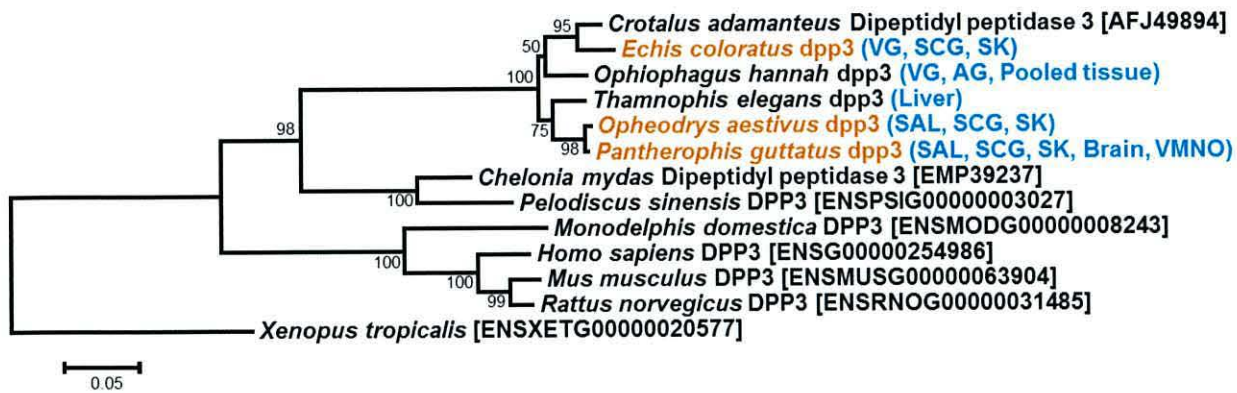 95
Crotalus adamanteus Dipeptidyl peptidase 3 [AFJ49894]
50
Echis coloratus dpp3 (VG, SCG, SK)
100
Ophiophagus hannah dpp3 (VG, AG, Pooled tissue)
Thamnophis elegans dpp3 (Liver)
75
Opheodrys aestivus dpp3 (SAL, SCG, SK)
98
98
Pantherophis guttatus dpp3 (SAL, SCG, SK, Brain, VMNO)
Chelonia mydas Dipeptidyl peptidase 3 [EMP39237]
100
Pelodiscus sinensis DPP3 [ENSPSIG00000003027]
Monodelphis domestica DPP3 [ENSMODG00000008243]
100
Homo sapiens DPP3 [ENSG00000254986]
100
Mus musculus DPP3 [ENSMUSG00000063904]
99
Rattus norvegicus DPP3 [ENSRNOG00000031485]
Xenopus tropicalis [ENSXETG00000020577]
0.05